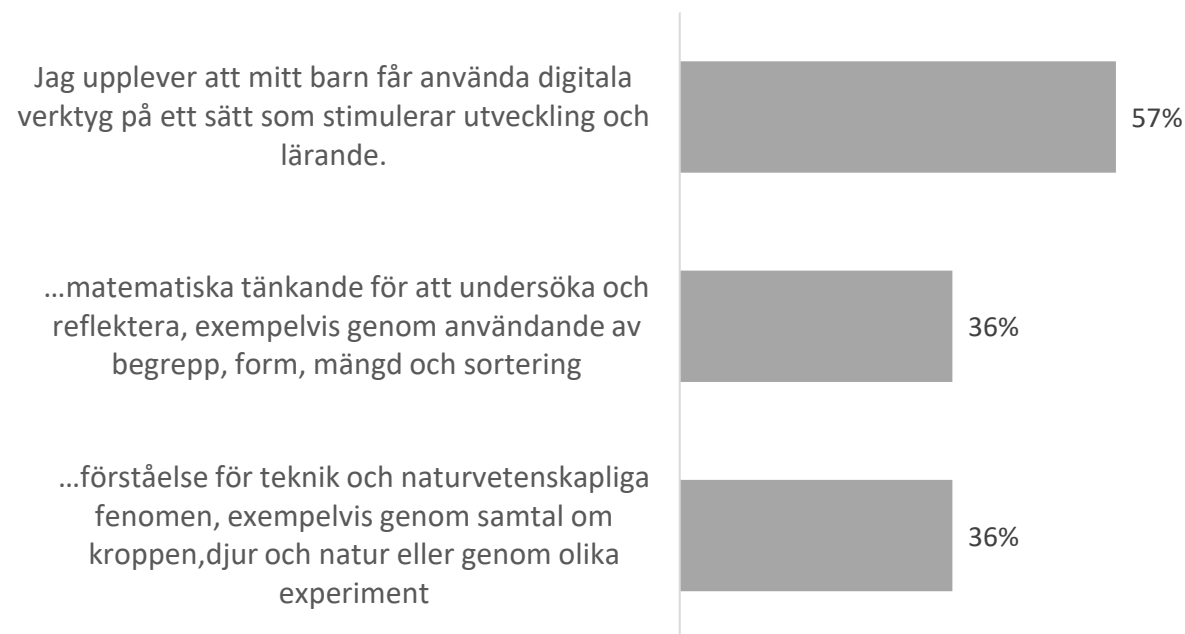 Jag upplever att mitt barn får använda digitala
verktyg på ett sätt som stimulerar utveckling och
lärande.
57%
…matematiska tänkande för att undersöka och
reflektera, exempelvis genom användande av
begrepp, form, mängd och sortering
36%
…förståelse för teknik och naturvetenskapliga
fenomen, exempelvis genom samtal om
kroppen,djur och natur eller genom olika
experiment
36%